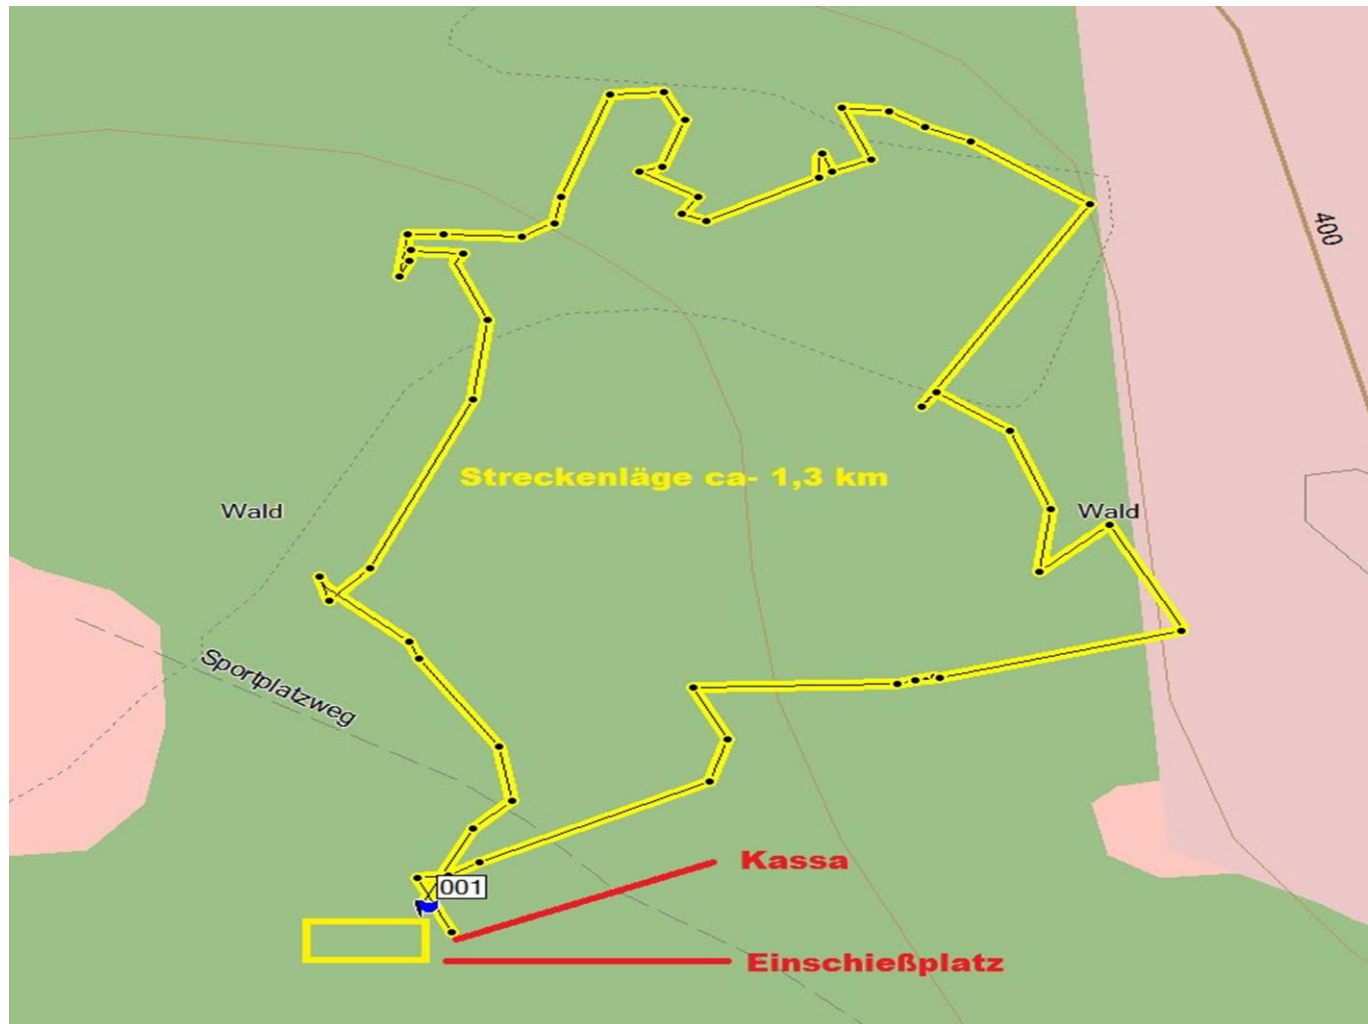 400
Streckenläge ca- 1,3 km
Wald
Wald
Sportplatzweg
Kassa
001
Einschießplatz